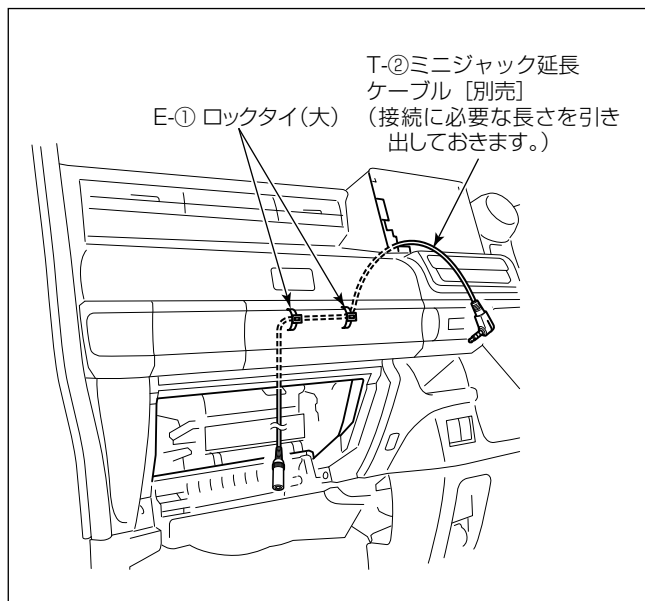 T-②ミニジャック延長
ケーブル［別売］
（接続に必要な長さを引き
出しておきます。）
E-① ロックタイ（大）